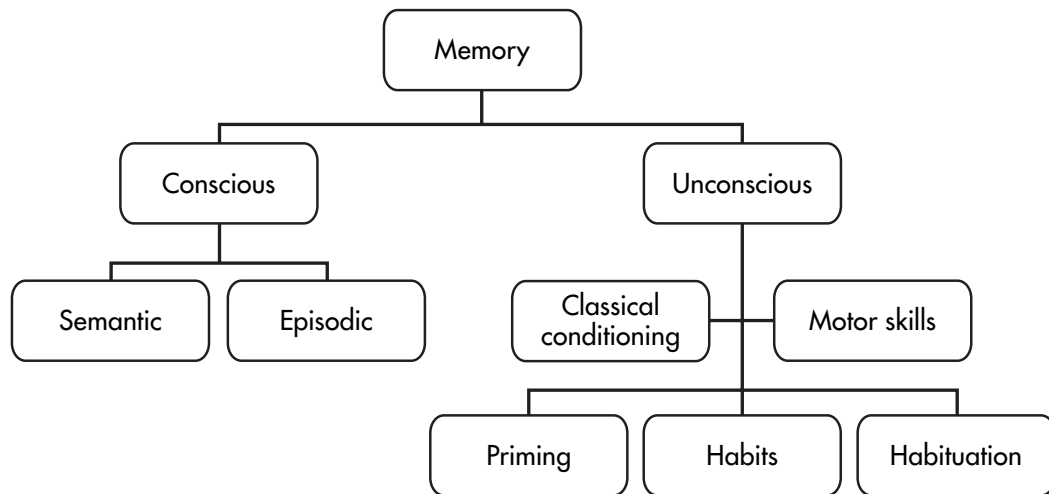 Memory
Conscious
Unconscious
Semantic
Episodic
Classical
conditioning
Motor skills
Priming
Habits
Habituation